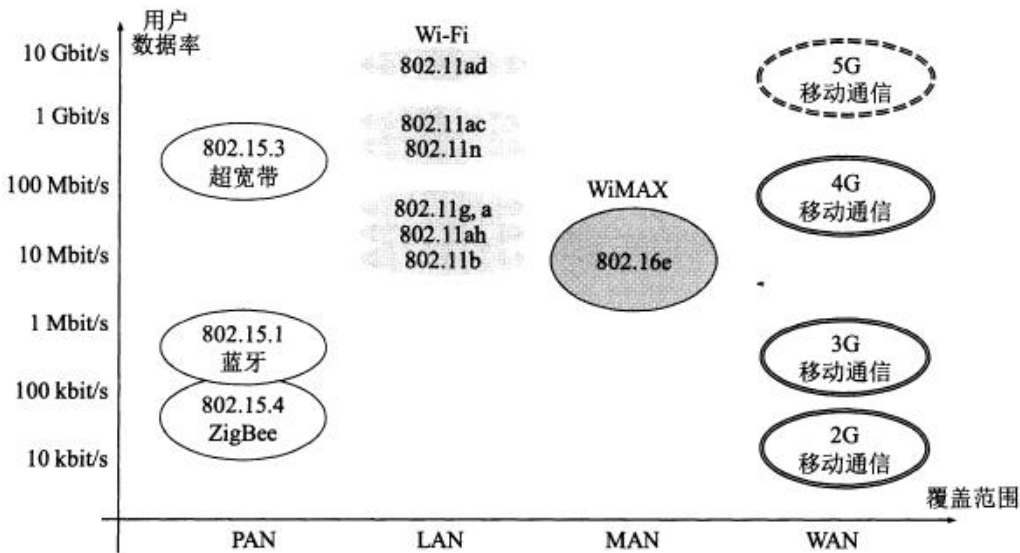 用户
数据率
10 Gbit/s
1 Gbit/s
100 Mbit/s
10 Mbit/s
1 Mbit/s
100 kbit/s
10 kbit/s
802.15.3
超宽带
802.15.1
蓝牙
802.15.4
ZigBee
Wi-Fi
802.11ad
802.11ac
802.11n
802.11g, a
802.11ah
802.11b
WiMAX
802.16e
5G
移动通信
4G
移动通信
3G
移动通信
2G
移动通信
覆盖范围
PAN
LAN
MAN
WAN